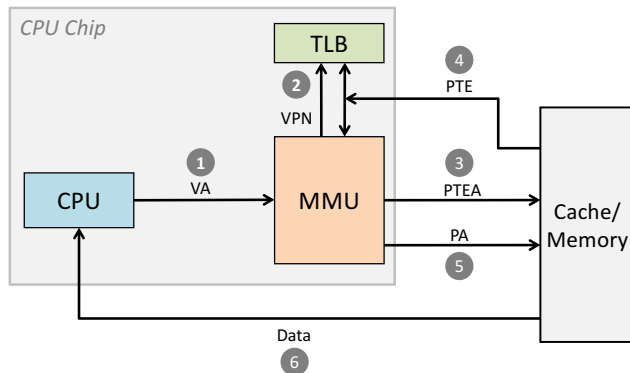 CPU Chip
TLB
2
VPN
4
PTE
1
VA
3
PTEA
CPU
MMU
Cache/
Memory
PA
5
Data
6